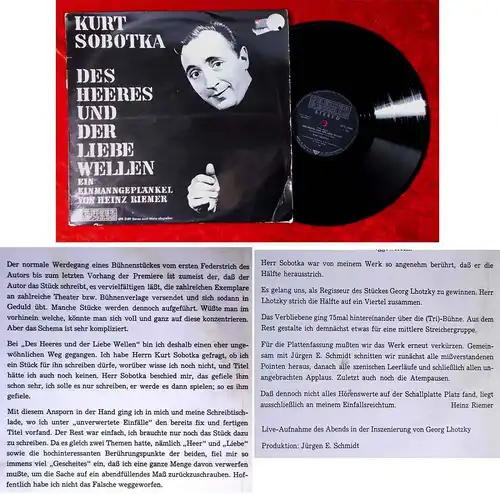 KURT
SOBOTKA
DES
HEERES
UND
DER
LIEBE
WELLEN
EIN
EINMANNGEPLÄNKEL
VON HEINZ RIEMER
Der normale Werdegang eines Bühnenstückes vom ersten Federstrich des
Autors bis zum letzten Vorhang der Premiere ist zumeist der, daß der
Autor das Stück schreibt, es vervielfältigen läßt, die zahlreichen Exemplare
an zahlreiche Theater bzw. Bühnenverlage versendet und sich sodann in
Geduld übt. Manche Stücke werden dennoch aufgeführt. Wüßte man im
vorhinein, welche, könnte man sich voll und ganz auf diese konzentrieren.
Aber das Schema ist sehr kompliziert.
Bei „Des Heeres und der Liebe Wellen” bin ich deshalb einen eher unge-
wöhnlichen Weg gegangen. Ich habe Herrn Kurt Sobotka gefragt, ob ich
ein Stück für ihn schreiben dürfe, worüber wisse ich noch nicht, und Titel
hätte ich auch noch keinen. Herr Sobotka beschied mir, das gefiele ihm
schon sehr, ich solle es nur schreiben, er werde es dann spielen; so es ihm
gefiele.
Mit diesem Ansporn in der Hand ging ich in mich und meine Schreibtisch-
lade, wo ich unter „unverwertete Einfälle” den bereits fix und fertigen
Titel vorfand. Der Rest war einfach, ich brauchte nur noch das Stück dazu
zu schreiben. Da es gleich zwei Themen hatte, nämlich „Heer” und „Liebe”
sowie die hochinteressanten Berührungspunkte der beiden, fiel mir so
immens viel „Gescheites” ein, daß ich eine ganze Menge davon verwerfen
mußte, um die Sache auf ein abendfüllendes Maß zurückzuschrauben. Hof-
fentlich habe ich nicht das Falsche weggeworfen.
Herr Sobotka war von meinem Werk so angenehm berührt, daß er die
Hälfte herausstrich.
Es gelang uns, als Regisseur des Stückes Georg Lhotzky zu gewinnen. Herr
Lhotzky strich die Hälfte auf ein Viertel zusammen.
Das Verbliebene ging 75mal hintereinander über die (Tri)-Bühne. Aus dem
Rest gestalte ich demnächst etwas für eine mittlere Streichergruppe.
Für die Plattenfassung mußten wir das Werk erneut verkürzen. Gemein-
sam mit Jürgen E. Schmidt schnitten wir zunächst alle mißverstandenen
Pointen heraus, danach alle szenischen Leerläufe und schließlich allen un-
angebrachten Applaus. Zuletzt auch noch die Atempausen.
Daß dennoch nicht alles Hörenswerte auf der Schallplatte Platz fand, liegt
ausschließlich an meinem Einfallsreichtum.
Heinz Riemer
Live-Aufnahme des Abends in der Inszenierung von Georg Lhotzky
Produktion: Jürgen E. Schmidt